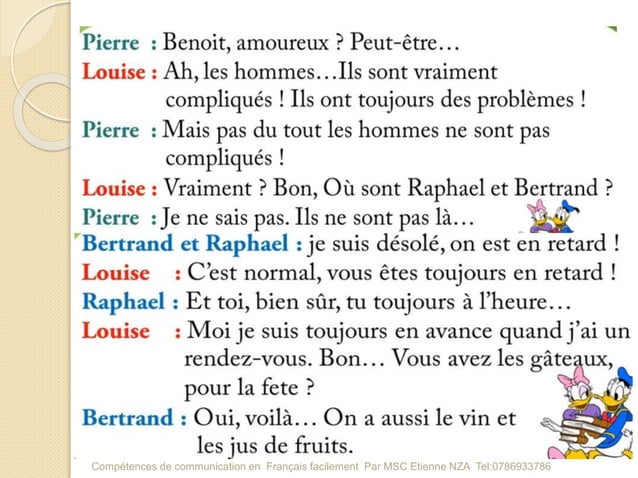 Pierre : Benoit, amoureux ? Peut-être…
Louise : Ah, les hommes…Ils sont vraiment
compliqués ! Ils ont toujours des problèmes !
Pierre : Mais pas du tout les hommes ne sont pas
compliqués !
Louise : Vraiment ? Bon, Où sont Raphael et Bertrand ?
Pierre : Je ne sais pas. Ils ne sont pas là…
Bertrand et Raphael : je suis désolé, on est en retard !
Louise : C’est normal, vous êtes toujours en retard !
Raphael : Et toi, bien sûr, tu toujours à l’heure…
Louise : Moi je suis toujours en avance quand j’ai un
rendez-vous. Bon… Vous avez les gâteaux,
pour la fete ?
Bertrand : Oui, voilà… On a aussi le vin et
les jus de fruits.
Compétences de communication en Français facilement Par MSC Etienne NZA Tel:0786933786